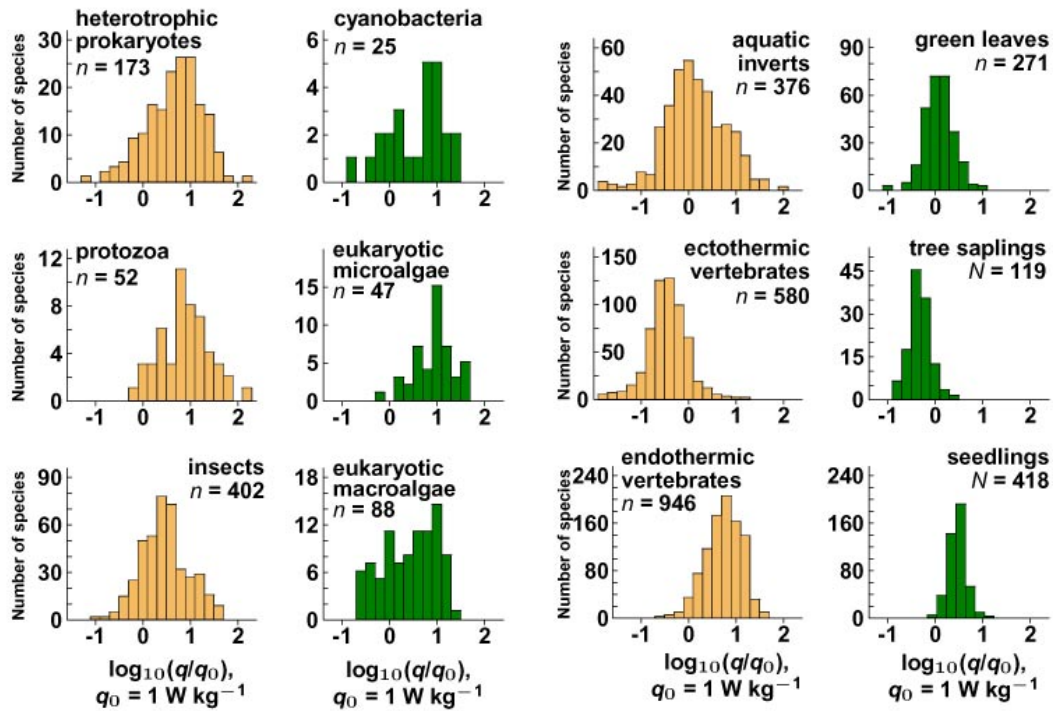 heterotrophic
prokaryotes
n = 173
Number of species
30
20
10
0
-1 0 1 2
cyanobacteria
n = 25
6
4
2
0
-1 0 1 2
aquatic
inverts
n = 376
Number of species
60
40
20
0
-1 0 1 2
green leaves
n = 271
90
60
30
0
-1 0 1 2
protozoa
n = 52
Number of species
12
8
4
0
-1 0 1 2
eukaryotic
microalgae
n = 47
15
10
5
0
-1 0 1 2
ectothermic
vertebrates
n = 580
Number of species
150
100
50
0
-1 0 1 2
tree saplings
N = 119
45
30
15
0
-1 0 1 2
insects
n = 402
Number of species
90
60
30
0
-1 0 1 2
log₁₀(q/q₀),
q₀ = 1 W kg⁻¹
eukaryotic
macroalgae
n = 88
18
12
6
0
-1 0 1 2
log₁₀(q/q₀),
q₀ = 1 W kg⁻¹
endothermic
vertebrates
n = 946
Number of species
240
160
80
0
-1 0 1 2
log₁₀(q/q₀),
q₀ = 1 W kg⁻¹
seedlings
N = 418
240
160
80
0
-1 0 1 2
log₁₀(q/q₀),
q₀ = 1 W kg⁻¹